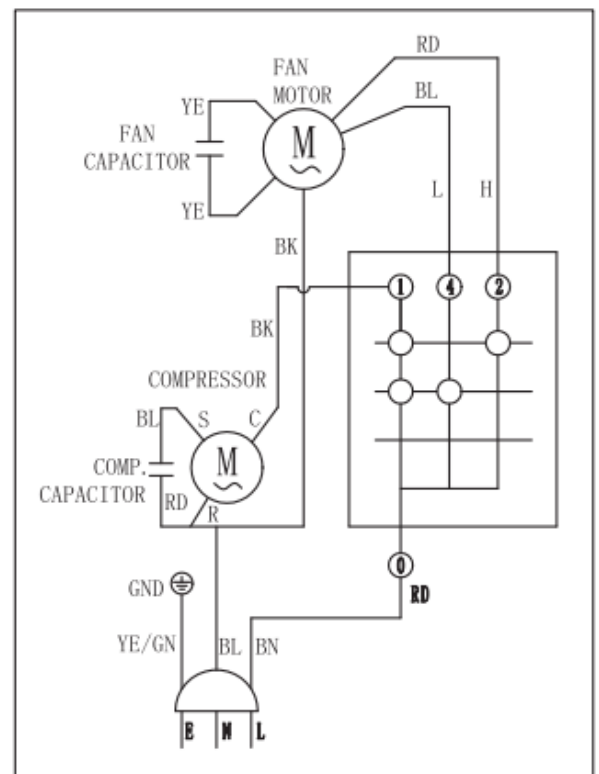 RD
FAN
MOTOR
BL
YE
FAN
CAPACITOR
M
L
H
YE
BK
1
4
2
BK
COMPRESSOR
BL
S
C
COMP.
CAPACITOR
M
RD
R
0
GND
RD
YE/GN
BL
BN
E
N
L